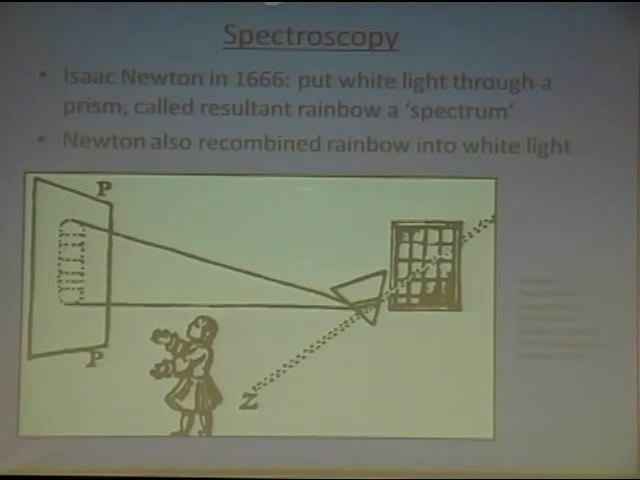 Spectroscopy
• Isaac Newton in 1666: put white light through a
prism, called resultant rainbow a 'spectrum'
• Newton also recombined rainbow into white light
P
P
Z